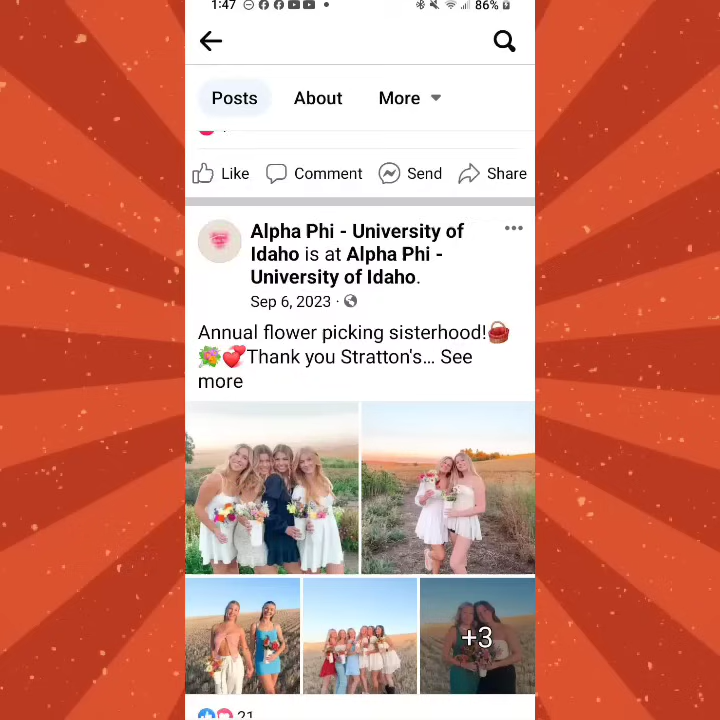 1:47
86%
Posts About More
Like Comment Send Share
Alpha Phi - University of
Idaho is at Alpha Phi -
University of Idaho.
Sep 6, 2023 ·
Annual flower picking sisterhood!🧺
💐💞Thank you Stratton's... See
more
+3
21